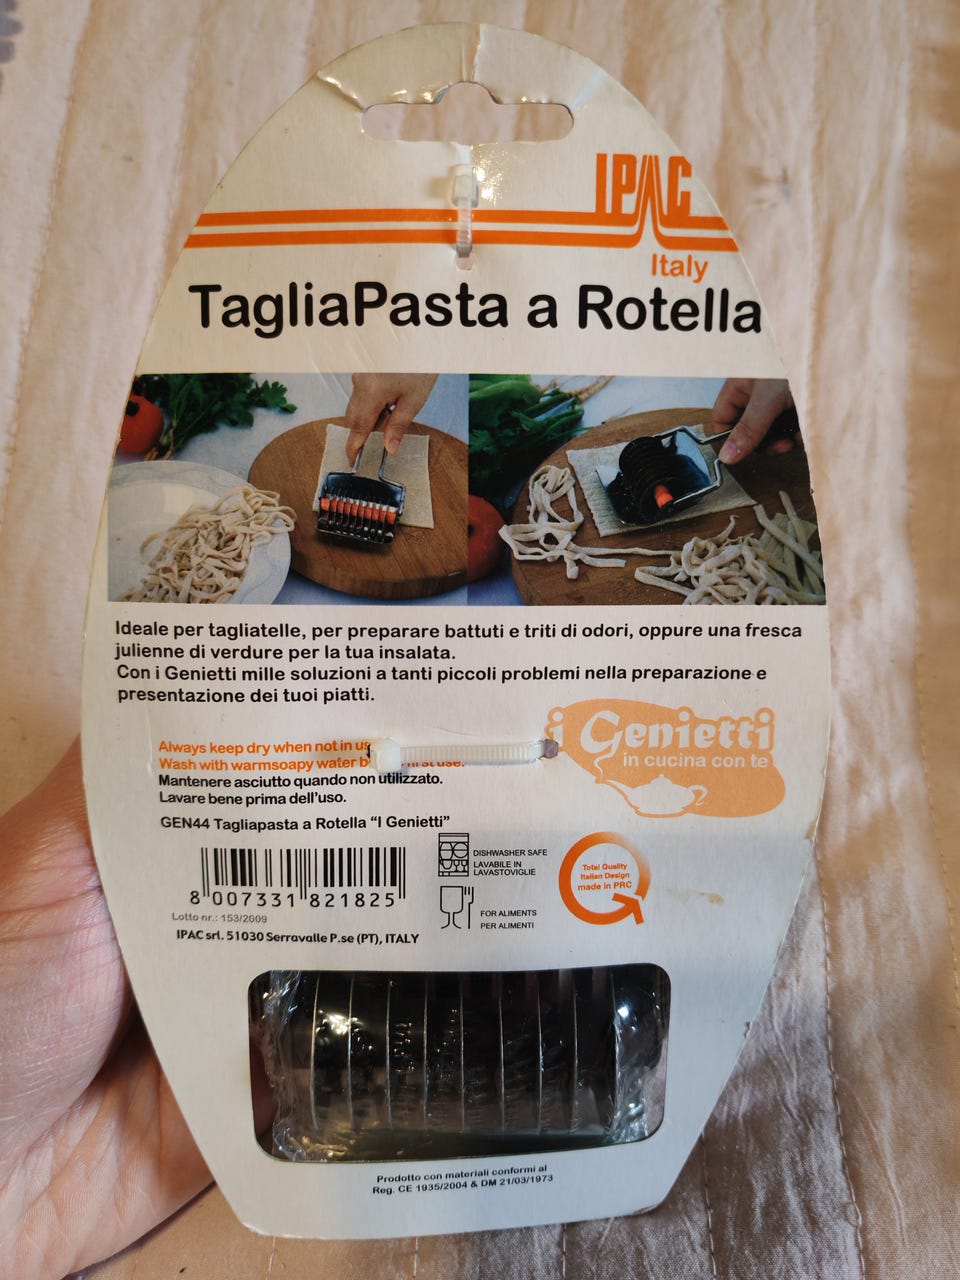 IPAC
Italy
TagliaPasta a Rotella
Ideale per tagliatelle, per preparare battuti e triti di odori, oppure una fresca
julienne di verdure per la tua insalata.
Con i Genietti mille soluzioni a tanti piccoli problemi nella preparazione e
presentazione dei tuoi piatti.
i Genietti
in cucina con te
Always keep dry when not in
Wash with warmsoapy water first use.
Mantenere asciutto quando non utilizzato.
Lavare bene prima dell'uso.
GEN44 Tagliapasta a Rotella "I Genietti"
8 007331 821825
Lotto nr.: 153/2009
IPAC srl. 51030 Serravalle P.se (PT), ITALY
DISHWASHER SAFE
LAVABILE IN
LAVASTOVIGLIE
FOR ALIMENTS
PER ALIMENTI
Total Quality
Italian Design
made in PRC
Prodotto con materiali conformi al
Reg. CE 1935/2004 & DM 21/03/1973